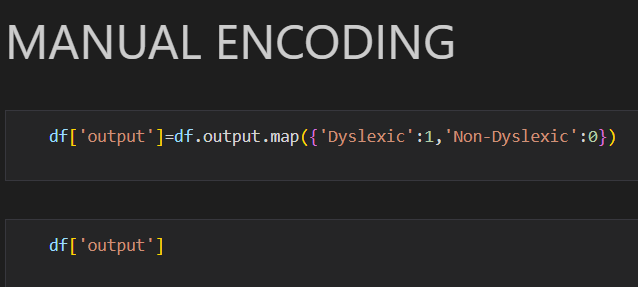 MANUAL ENCODING
df['output']=df.output.map({'Dyslexic':1,'Non-Dyslexic':0})
df['output']